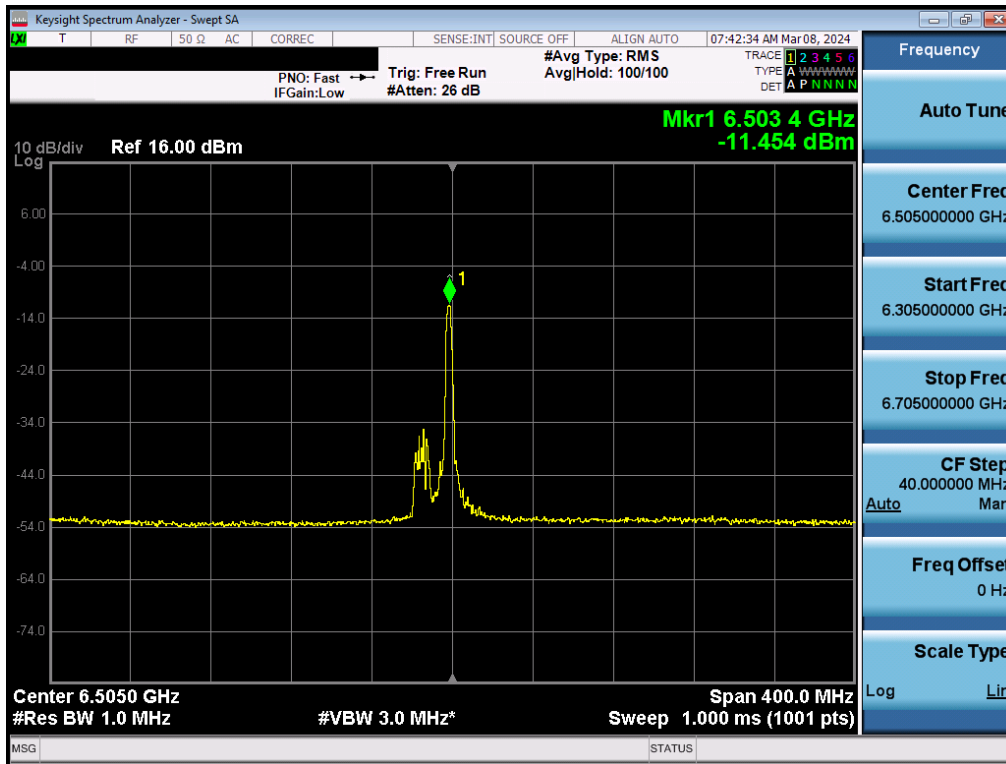 Keysight Spectrum Analyzer - Swept SA
LXI T RF 50 Ω AC CORREC SENSE:INT SOURCE OFF ALIGN AUTO 07:42:34 AM Mar 08, 2024
PNO: Fast
IFGain:Low
Trig: Free Run
#Atten: 26 dB
#Avg Type: RMS
Avg|Hold: 100/100
TRACE 1 2 3 4 5 6
TYPE A WWWWW
DET A P N N N N
Mkr1 6.503 4 GHz
-11.454 dBm
10 dB/div Ref 16.00 dBm
Log
6.00
-4.00
-14.0
-24.0
-34.0
-44.0
-54.0
-64.0
-74.0
1
Center 6.5050 GHz Span 400.0 MHz
#Res BW 1.0 MHz #VBW 3.0 MHz* Sweep 1.000 ms (1001 pts)
MSG STATUS
Frequency
Auto Tune
Center Freq
6.505000000 GHz
Start Freq
6.305000000 GHz
Stop Freq
6.705000000 GHz
CF Step
40.000000 MHz
Auto Man
Freq Offset
0 Hz
Scale Type
Log Lin